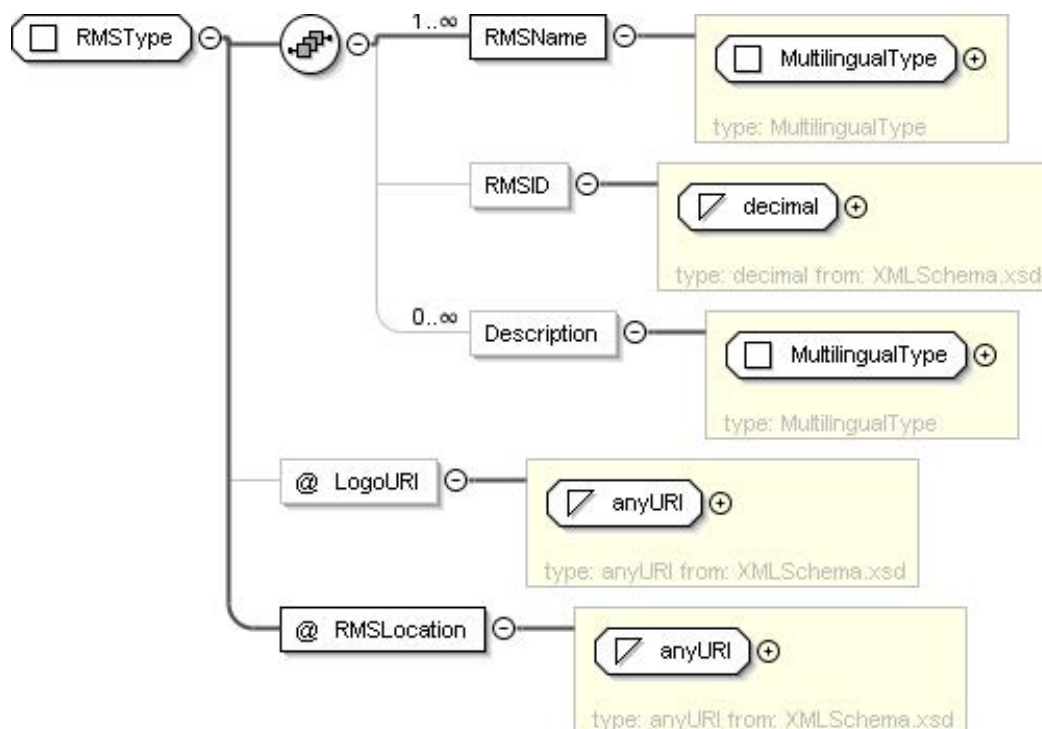 RMSType
1..∞
RMSName
MultilingualType
type: MultilingualType
RMSID
decimal
type: decimal from: XMLSchema.xsd
0..∞
Description
MultilingualType
type: MultilingualType
@ LogoURI
anyURI
type: anyURI from: XMLSchema.xsd
@ RMSLocation
anyURI
type: anyURI from: XMLSchema.xsd